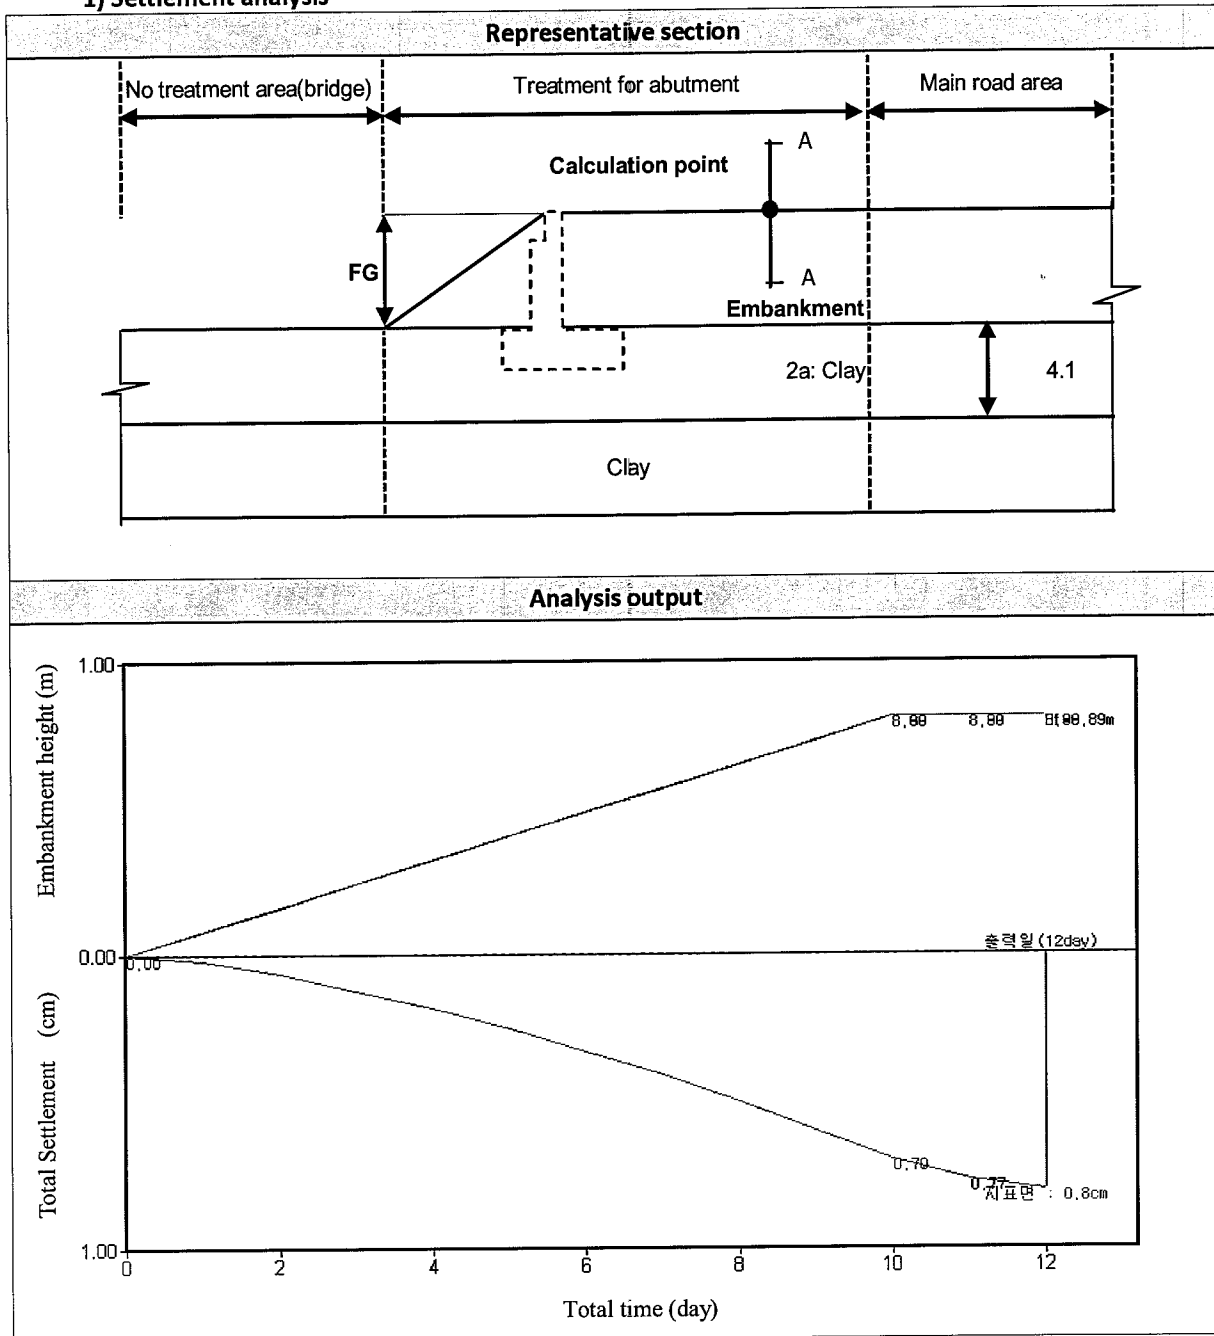 1) Settlement analysis
Representative section
No treatment area(bridge)
Treatment for abutment
Main road area
A
Calculation point
FG
A
Embankment
2a: Clay
4.1
Clay
Analysis output
Embankment height (m)
Total Settlement (cm)
1.00
0.00
0.00
출력일(12day)
0.70
0.77
지표면 : 0.8cm
1.00
0
2
4
6
8
10
12
Total time (day)